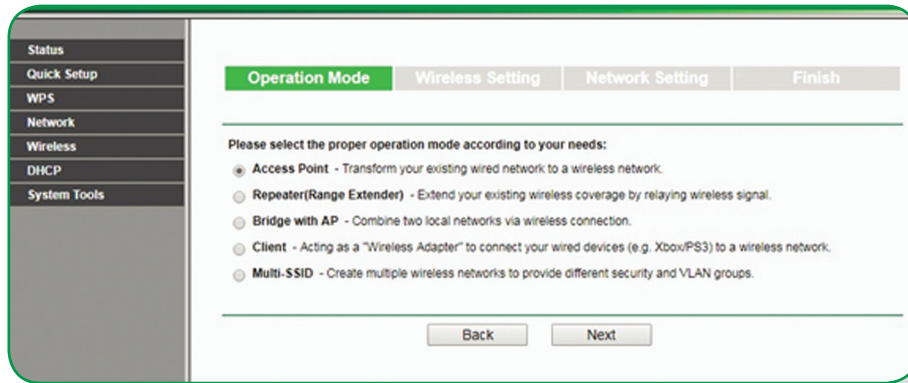 Status
Quick Setup
WPS
Network
Wireless
DHCP
System Tools
Operation Mode Wireless Setting Network Setting Finish
Please select the proper operation mode according to your needs:
Access Point - Transform your existing wired network to a wireless network.
Repeater(Range Extender) - Extend your existing wireless coverage by relaying wireless signal.
Bridge with AP - Combine two local networks via wireless connection.
Client - Acting as a "Wireless Adapter" to connect your wired devices (e.g. Xbox/PS3) to a wireless network.
Multi-SSID - Create multiple wireless networks to provide different security and VLAN groups.
Back Next